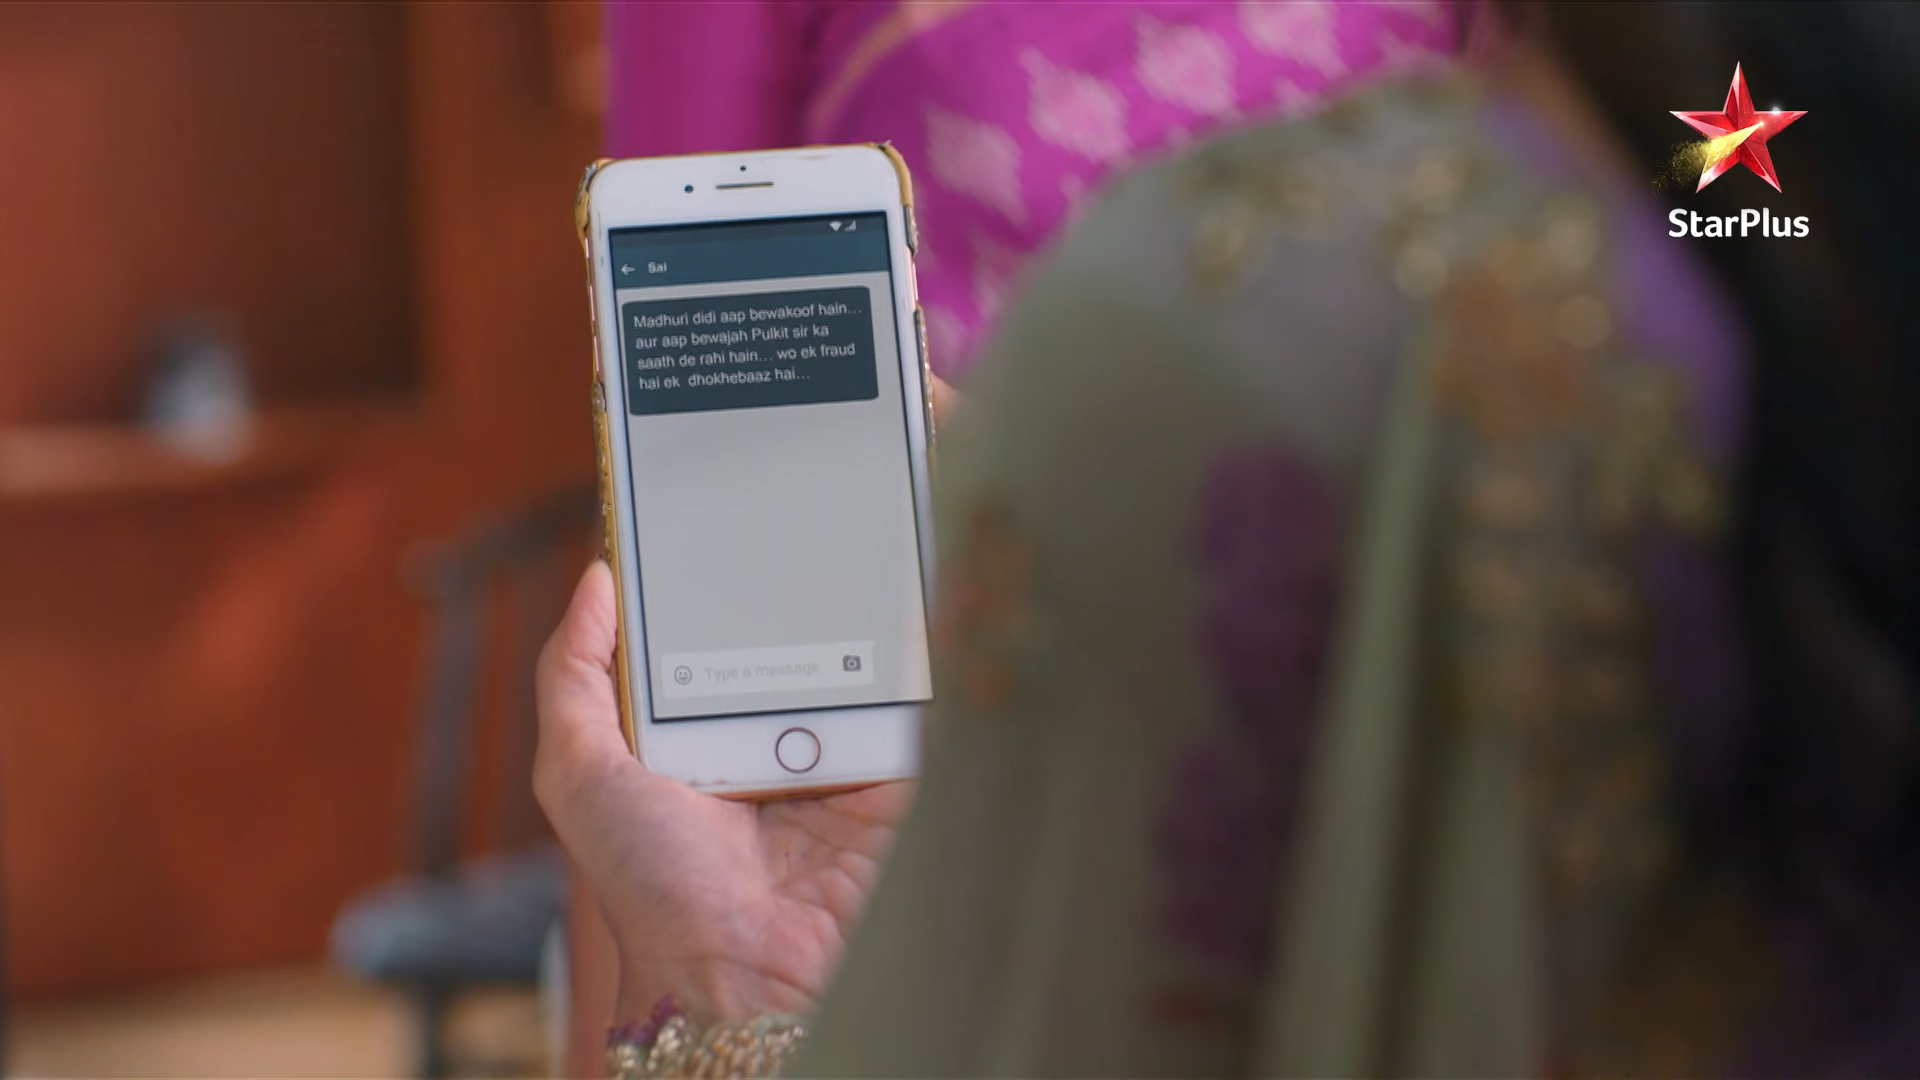 StarPlus
Sai
Madhuri didi aap bewakoof hain...
aur aap bewajah Pulkit sir ka
saath de rahi hain... wo ek fraud
hai ek dhokhebaaz hai...
Type a message